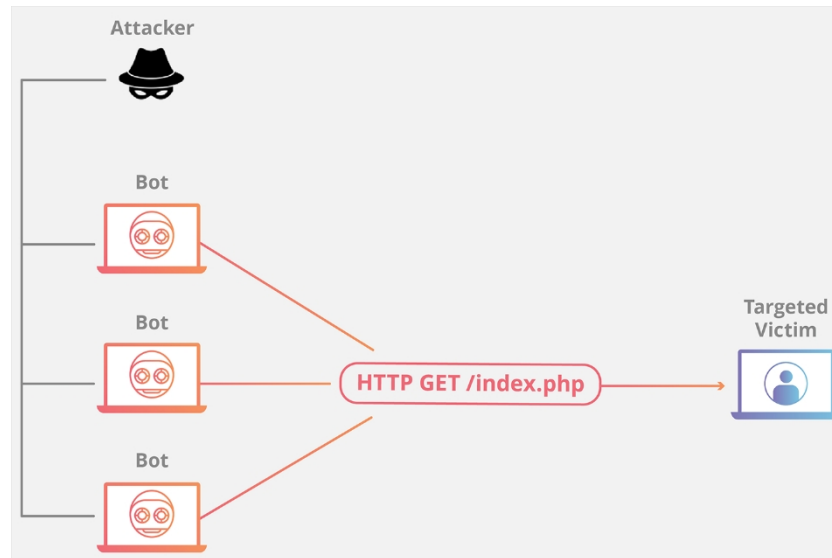 Attacker
Bot
Bot
HTTP GET /index.php
Targeted
Victim
Bot